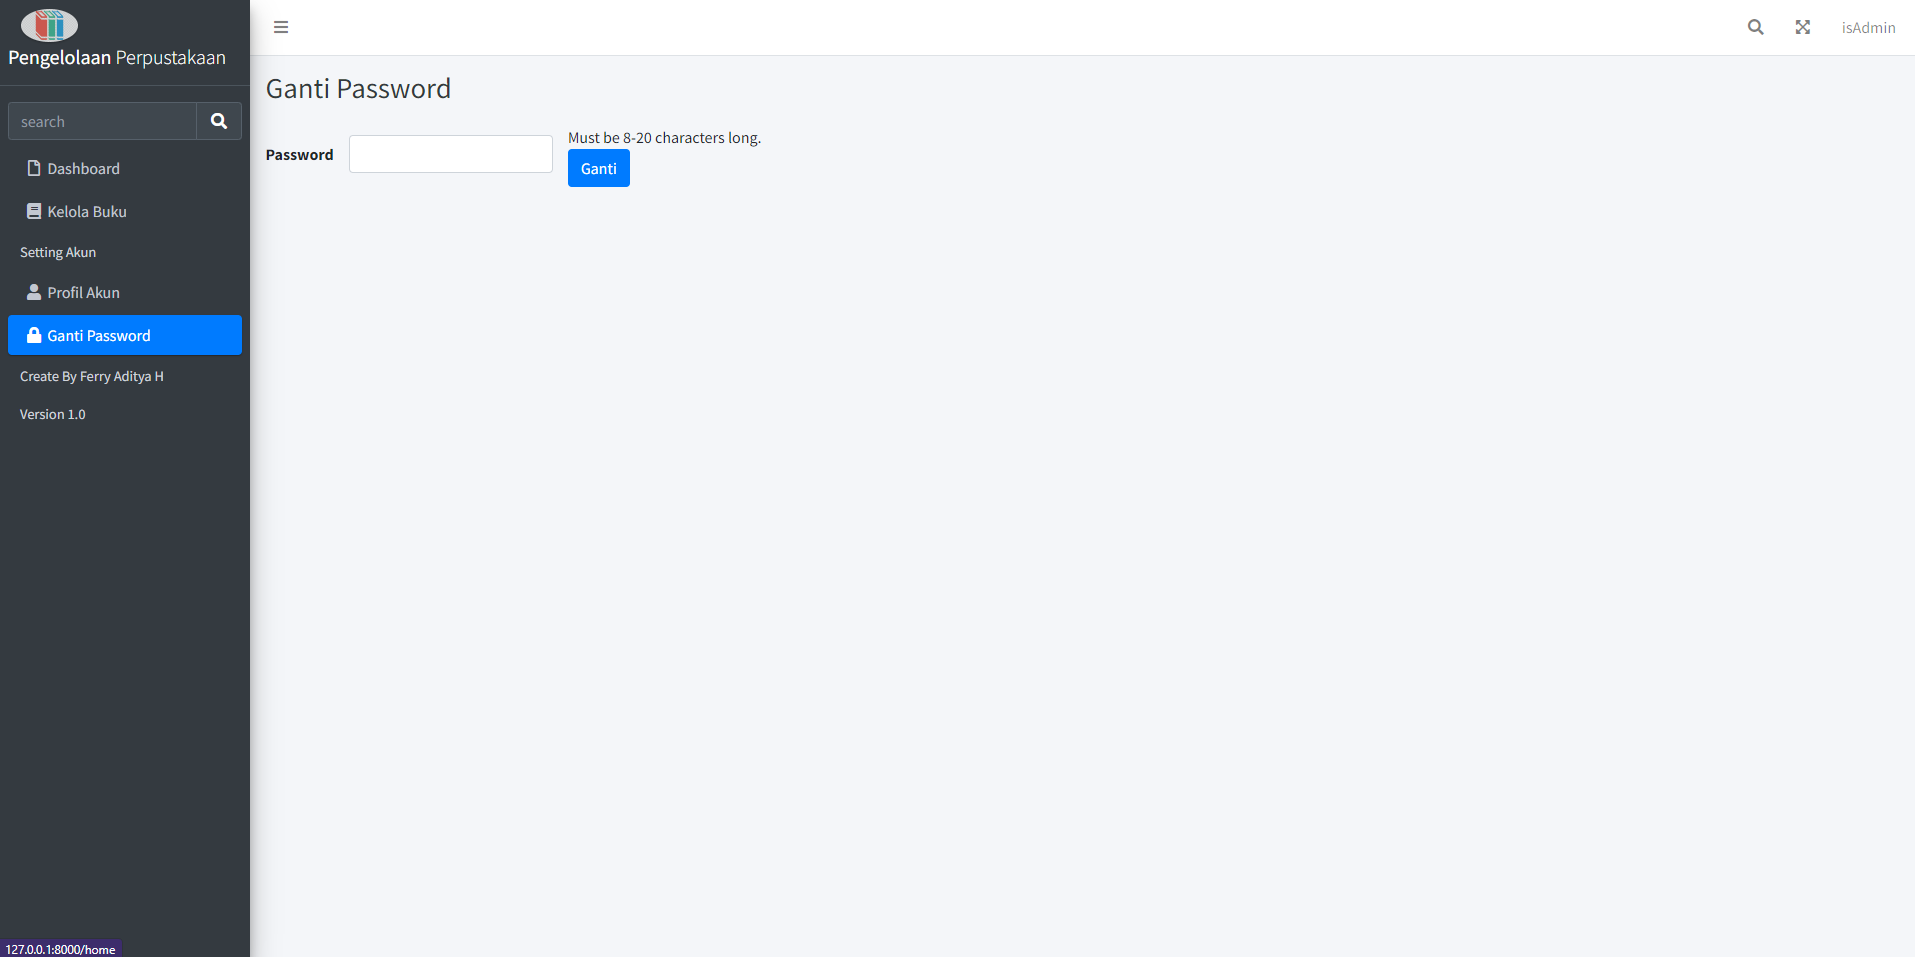 Pengelolaan Perpustakaan
search
Dashboard
Kelola Buku
Setting Akun
Profil Akun
Ganti Password
Create By Ferry Aditya H
Version 1.0
isAdmin
Ganti Password
Password
Must be 8-20 characters long.
Ganti
127.0.0.1:8000/home